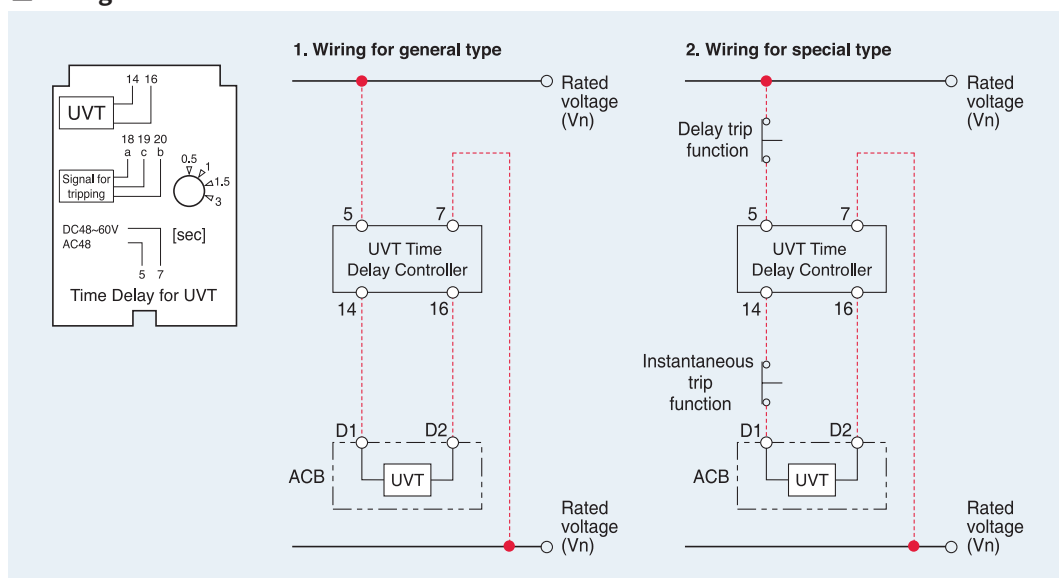 14 16
UVT
18 19 20
a c b
Signal for
tripping
0.5
1
1.5
3
DC48~60V
AC48
[sec]
5 7
Time Delay for UVT
1. Wiring for general type
Rated
voltage
(Vn)
5 7
UVT Time
Delay Controller
14 16
D1 D2
ACB
UVT
Rated
voltage
(Vn)
2. Wiring for special type
Rated
voltage
(Vn)
Delay trip
function
5 7
UVT Time
Delay Controller
14 16
Instantaneous
trip
function
D1 D2
ACB
UVT
Rated
voltage
(Vn)